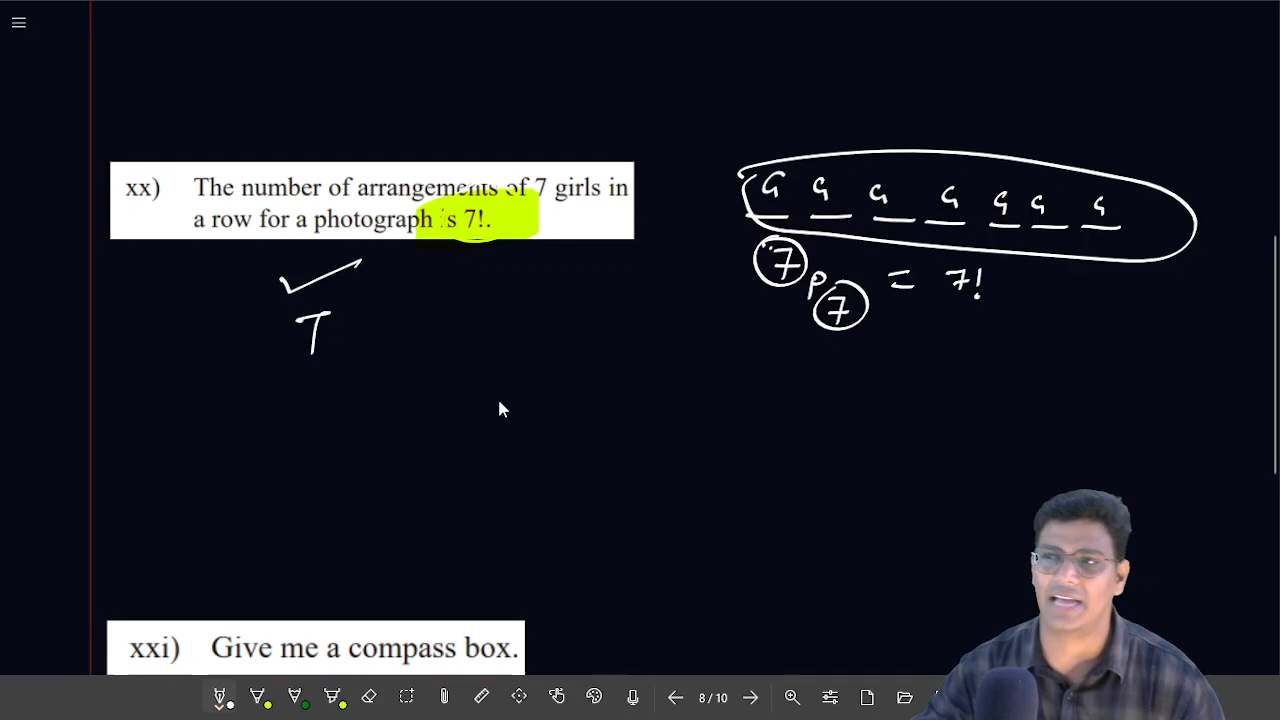 xx) The number of arrangements of 7 girls in
a row for a photograph is 7!.
G G G G G G G
7P7 = 7!
T
xxi) Give me a compass box.
8/10